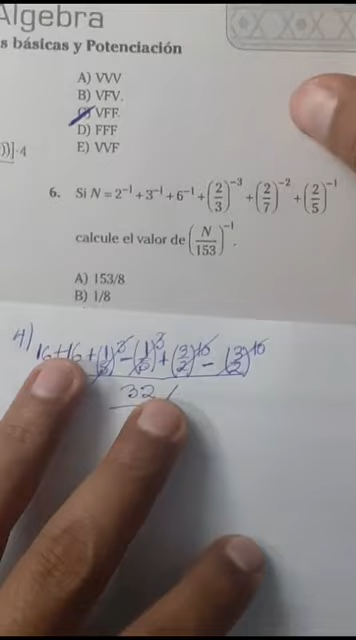 Algebra
s básicas y Potenciación
A) VVV
B) VFV.
C) VFF.
D) FFF
))]·4
E) VVF
6. Si N = 2⁻¹ + 3⁻¹ + 6⁻¹ + (2/3)⁻³ + (2/7)⁻² + (2/5)⁻¹
calcule el valor de (N/153)⁻¹.
A) 153/8
B) 1/8
4) 16 + 16 +
32